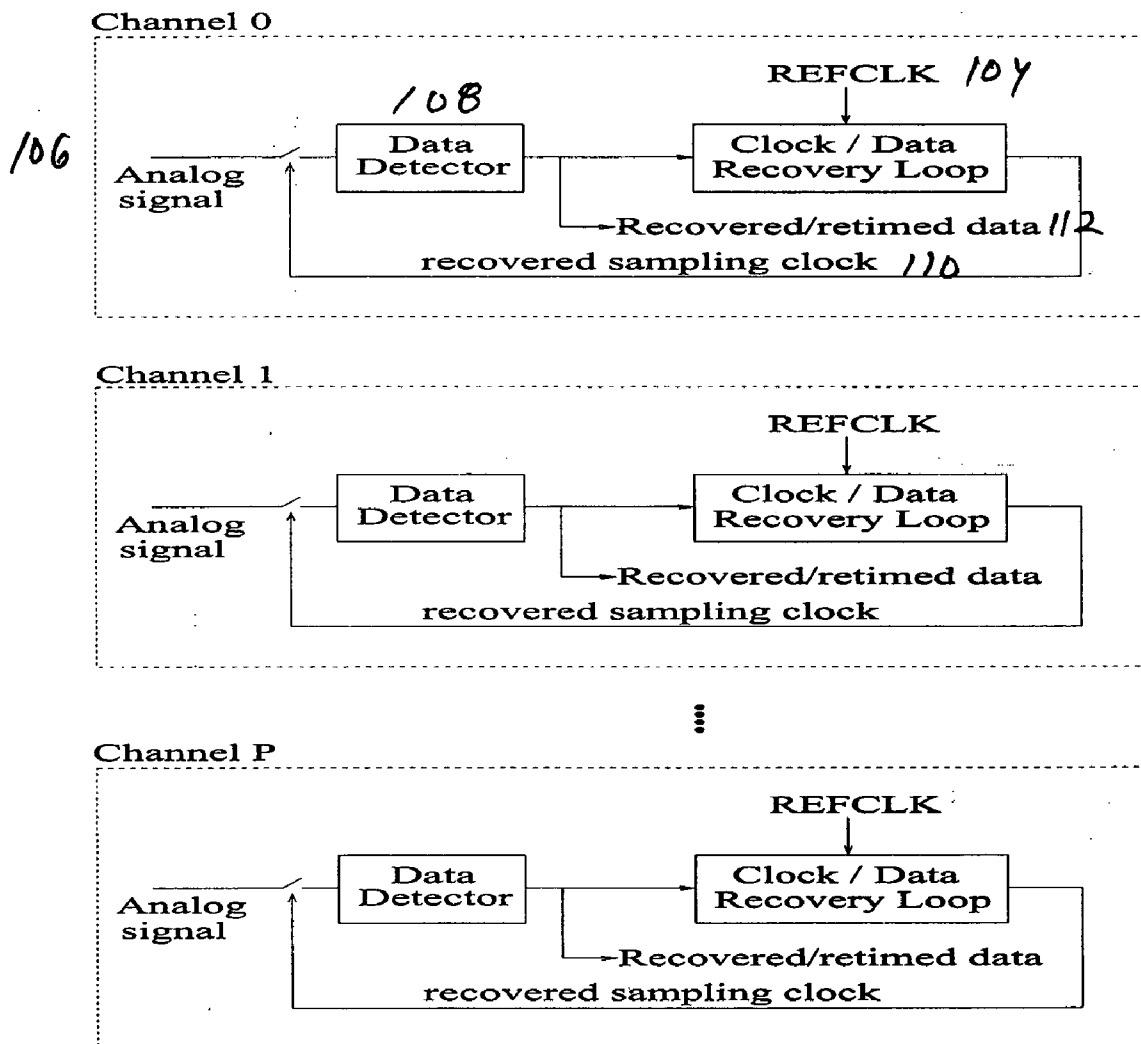 Channel 0
REFCLK 104
108
106
Data
Detector
Clock / Data
Recovery Loop
Analog
signal
Recovered/retimed data 112
recovered sampling clock 110
Channel 1
REFCLK
Data
Detector
Clock / Data
Recovery Loop
Analog
signal
Recovered/retimed data
recovered sampling clock
Channel P
REFCLK
Data
Detector
Clock / Data
Recovery Loop
Analog
signal
Recovered/retimed data
recovered sampling clock